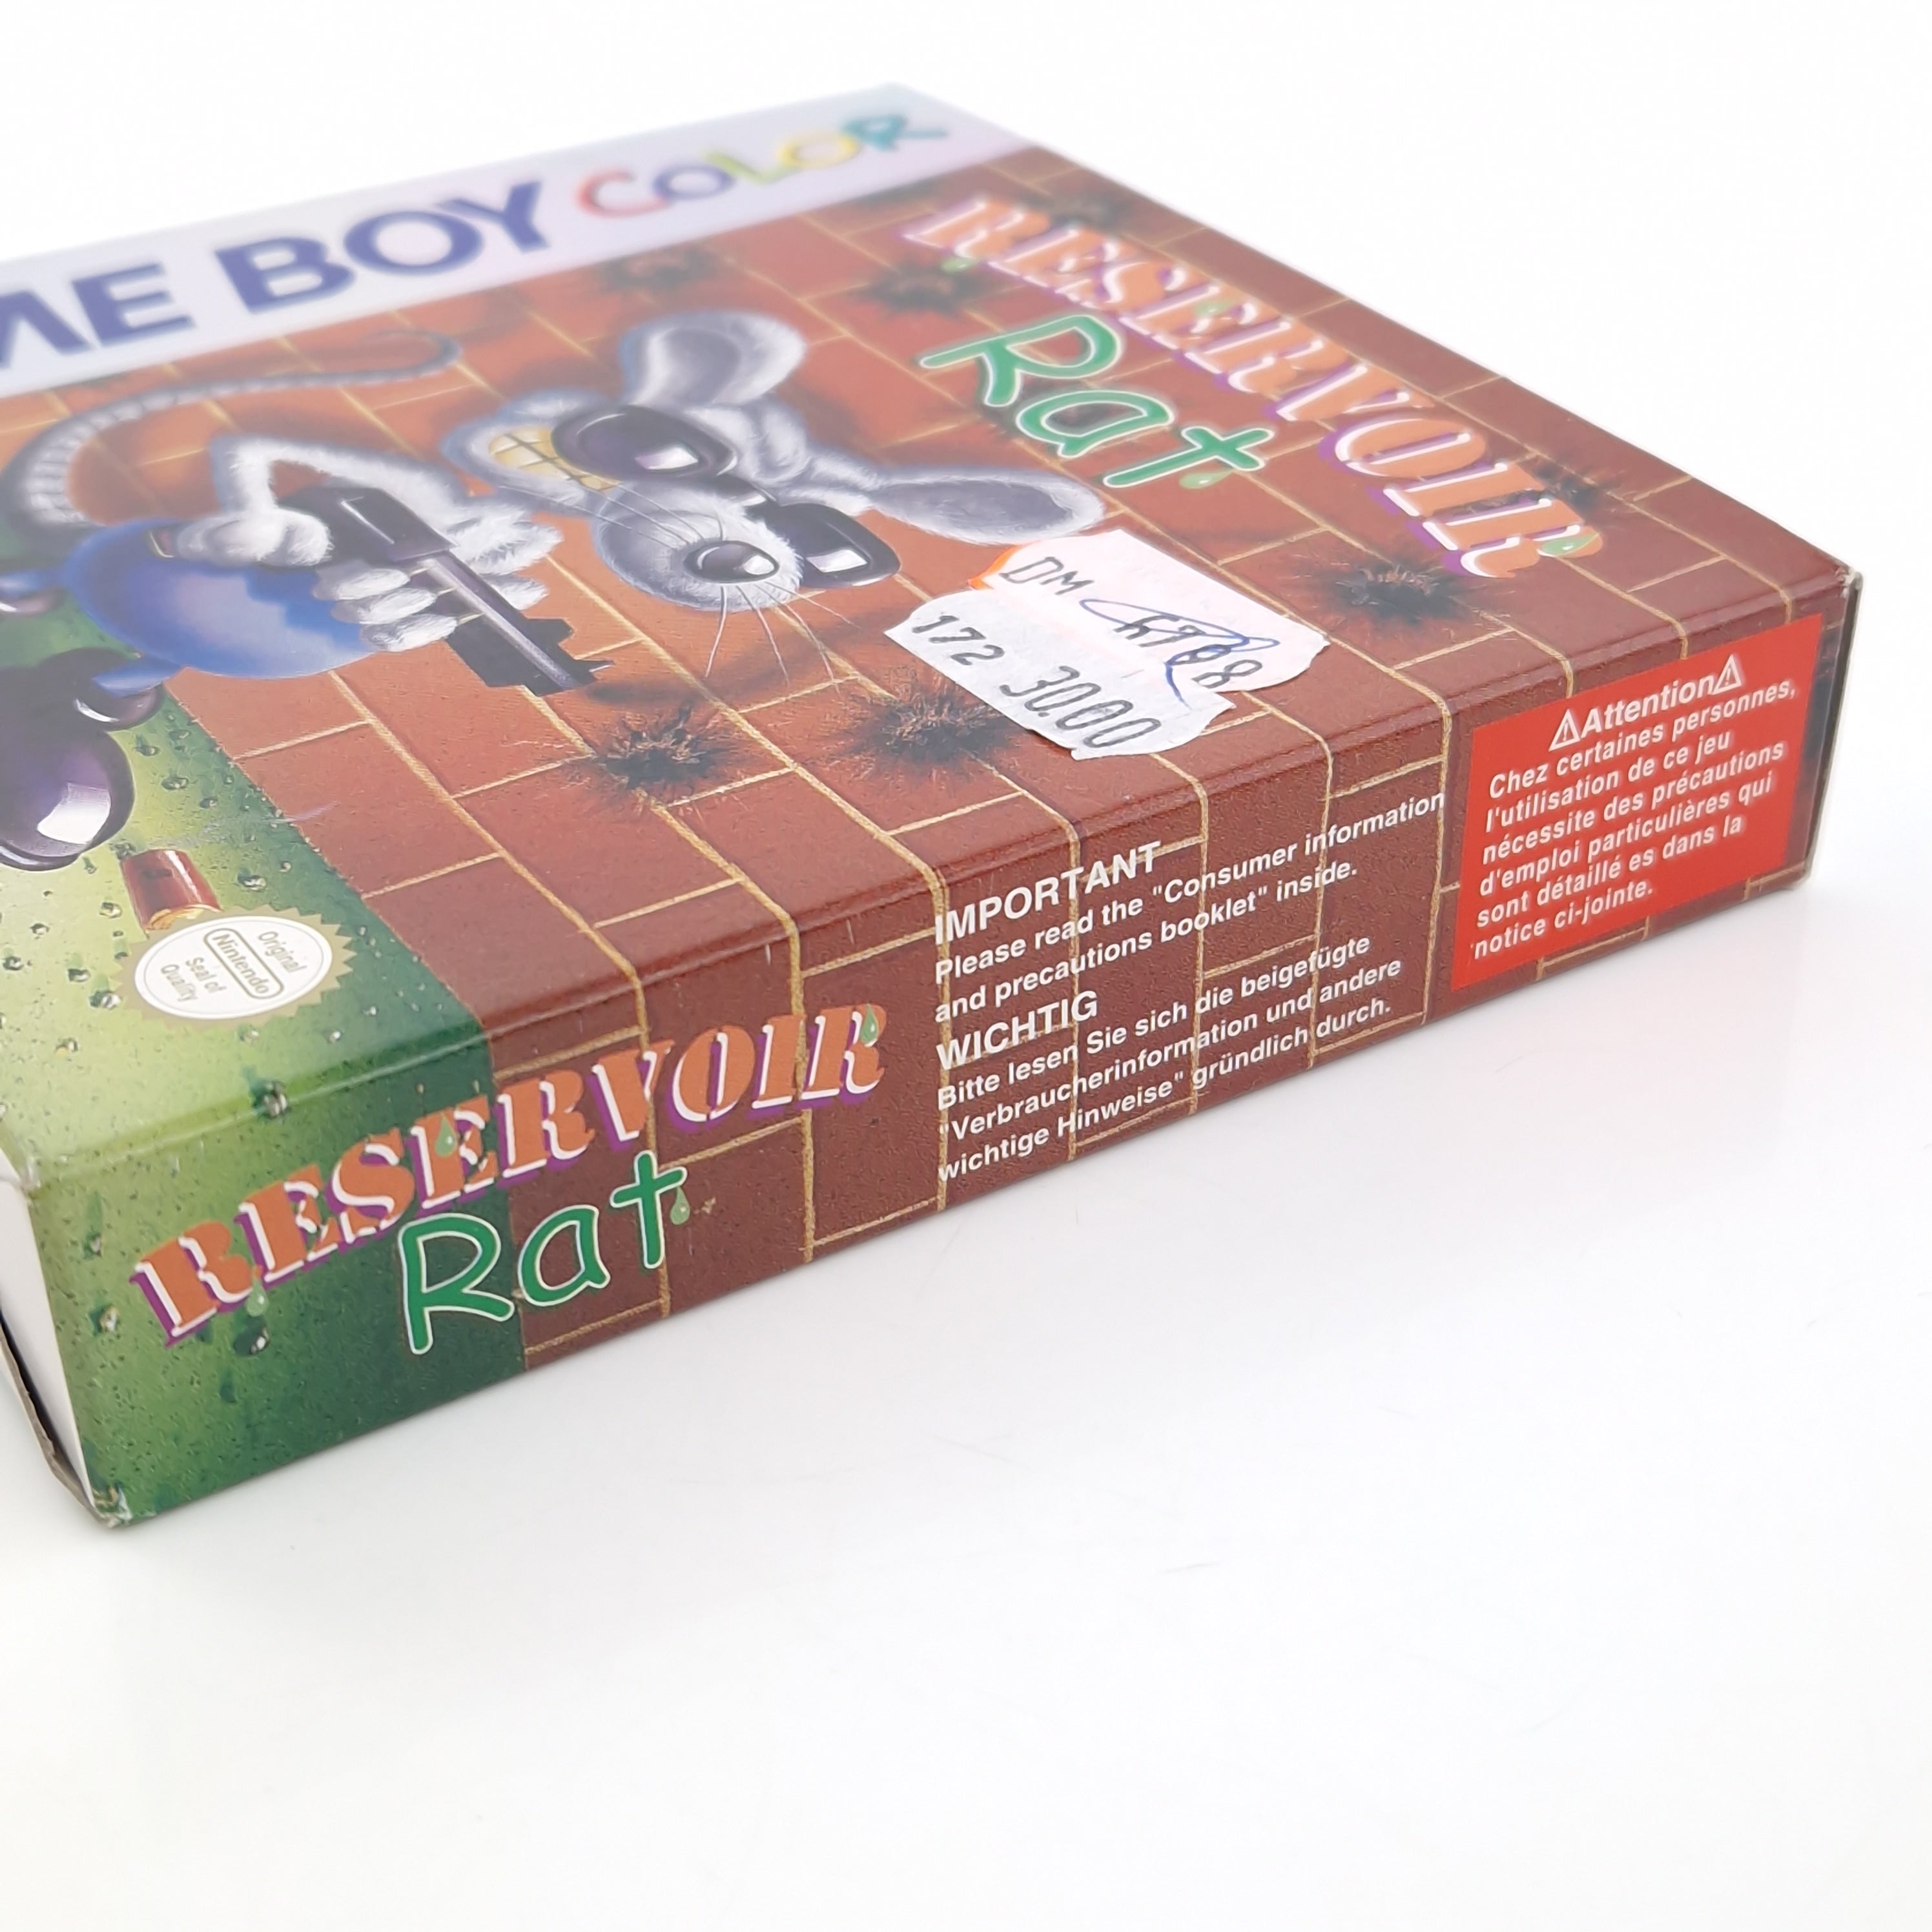 ME BOY COLOR
RESERVOIR
Rat
DM
172 30.00
Original
Nintendo
Seal of
Quality
RESERVOIR
Rat
IMPORTANT
Please read the "Consumer information
and precautions booklet" inside.
WICHTIG
Bitte lesen Sie sich die beigefügte
"Verbraucherinformation und andere
wichtige Hinweise" gründlich durch.
⚠Attention⚠
Chez certaines personnes,
l'utilisation de ce jeu
nécessite des précautions
d'emploi particulières qui
sont détaillé es dans la
notice ci-jointe.